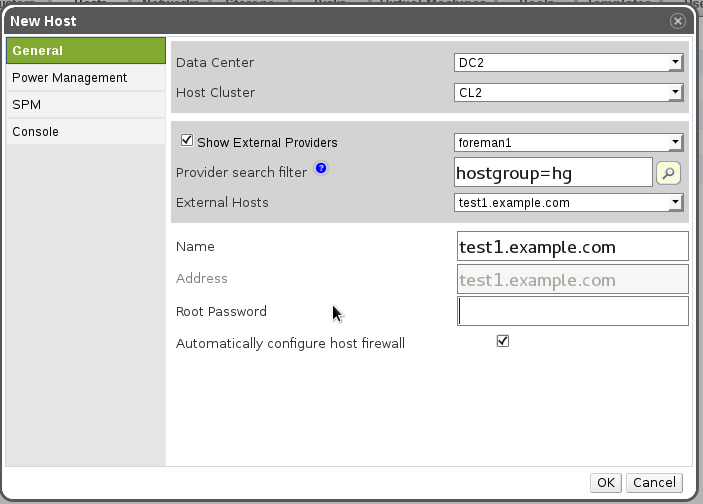 New Host
General
Power Management
SPM
Console
Data Center DC2
Host Cluster CL2
Show External Providers foreman1
Provider search filter ? hostgroup=hg
External Hosts test1.example.com
Name test1.example.com
Address test1.example.com
Root Password
Automatically configure host firewall
OK Cancel